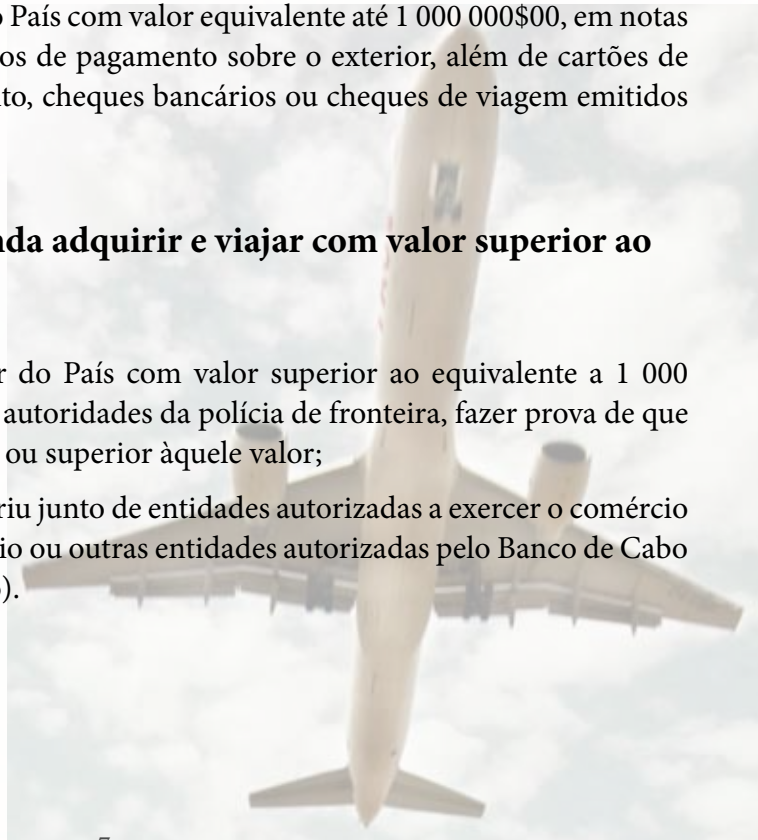 País com valor equivalente até 1 000 000$00, em notas
os de pagamento sobre o exterior, além de cartões de
to, cheques bancários ou cheques de viagem emitidos
da adquirir e viajar com valor superior ao
r do País com valor superior ao equivalente a 1 000
autoridades da polícia de fronteira, fazer prova de que
ou superior àquele valor;
riu junto de entidades autorizadas a exercer o comércio
io ou outras entidades autorizadas pelo Banco de Cabo
).